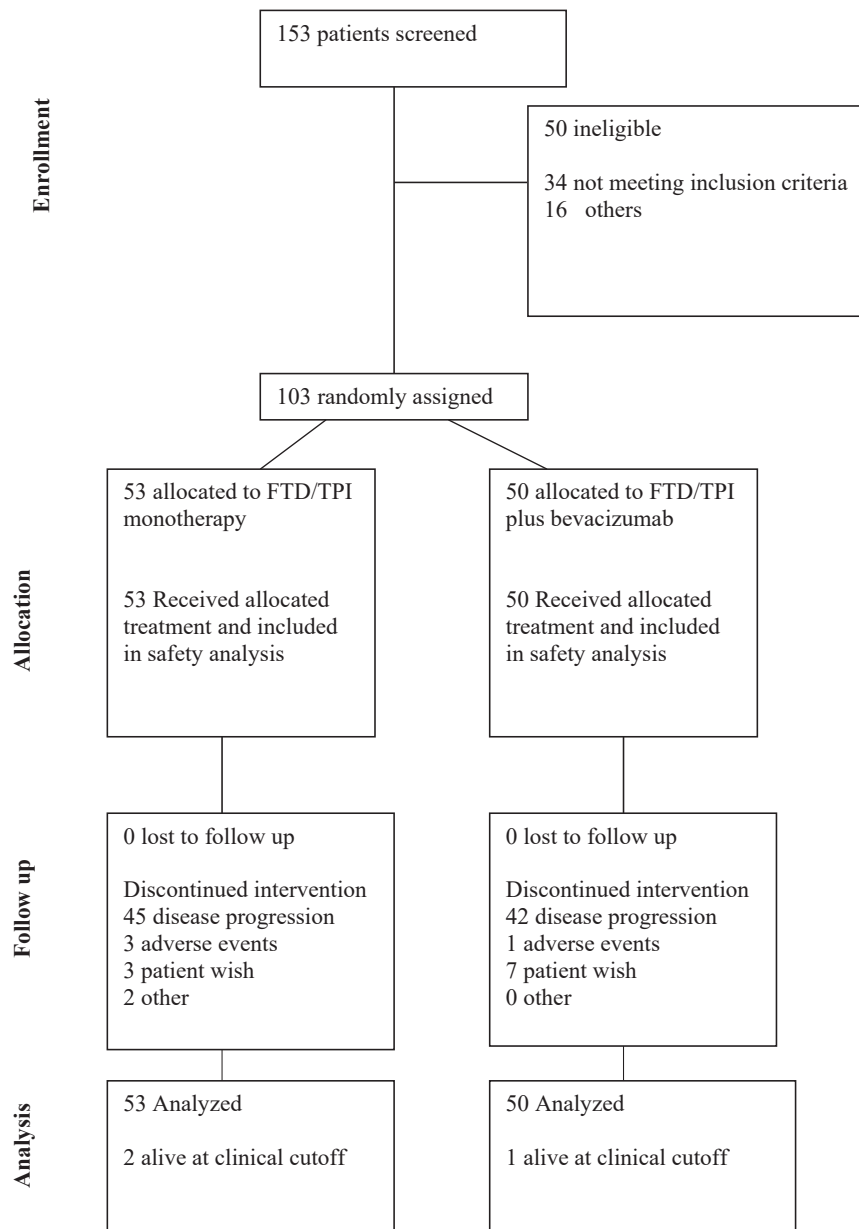 153 patients screened
Enrollment
50 ineligible
34 not meeting inclusion criteria
16 others
103 randomly assigned
Allocation
53 allocated to FTD/TPI
monotherapy
53 Received allocated
treatment and included
in safety analysis
50 allocated to FTD/TPI
plus bevacizumab
50 Received allocated
treatment and included
in safety analysis
Follow up
0 lost to follow up
Discontinued intervention
45 disease progression
3 adverse events
3 patient wish
2 other
0 lost to follow up
Discontinued intervention
42 disease progression
1 adverse events
7 patient wish
0 other
Analysis
53 Analyzed
2 alive at clinical cutoff
50 Analyzed
1 alive at clinical cutoff